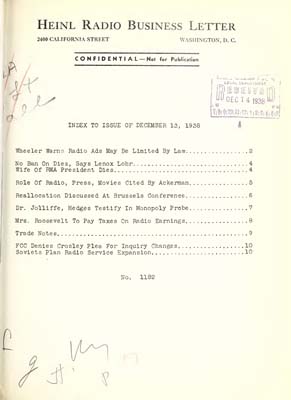 HEINL RADIO BUSINESS LETTER
2400 CALIFORNIA STREET WASHINGTON, D. C.
CONFIDENTIAL—Not for Publication
RECEIVED
DEC 14 1938
INDEX TO ISSUE OF DECEMBER 13, 1938
Wheeler Warns Radio Ads May Be Limited By Law....................2
No Ban On Dies, Says Lenox Lohr....................4
Wife Of RMA President Dies....................4
Role Of Radio, Press, Movies Cited By Ackerman....................5
Reallocation Discussed At Brussels Conference....................6
Dr. Jolliffe, Hedges Testify In Monopoly Probe....................7
Mrs. Roosevelt To Pay Taxes On Radio Earnings....................8
Trade Notes....................9
FCC Denies Crosley Plea For Inquiry Changes....................10
Soviets Plan Radio Service Expansion....................10
No. 1182